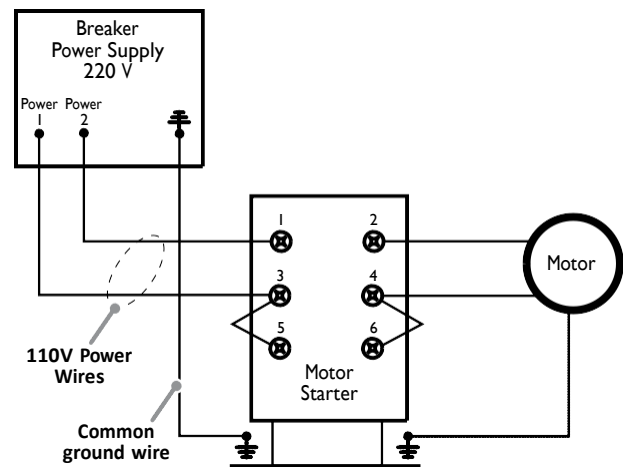 Breaker
Power Supply
220 V
Power Power
1 2
1 2
3 4
5 6
Motor
Starter
Motor
110V Power
Wires
Common
ground wire